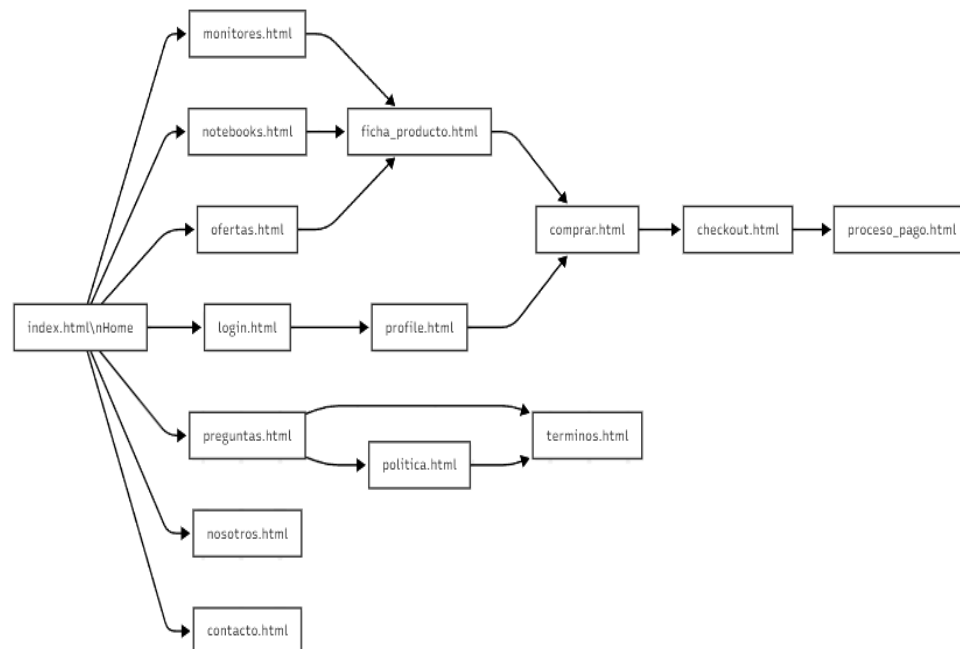 monitores.html
notebooks.html
ficha_producto.html
ofertas.html
comprar.html
checkout.html
proceso_pago.html
index.html\nHome
login.html
profile.html
preguntas.html
terminos.html
politica.html
nosotros.html
contacto.html